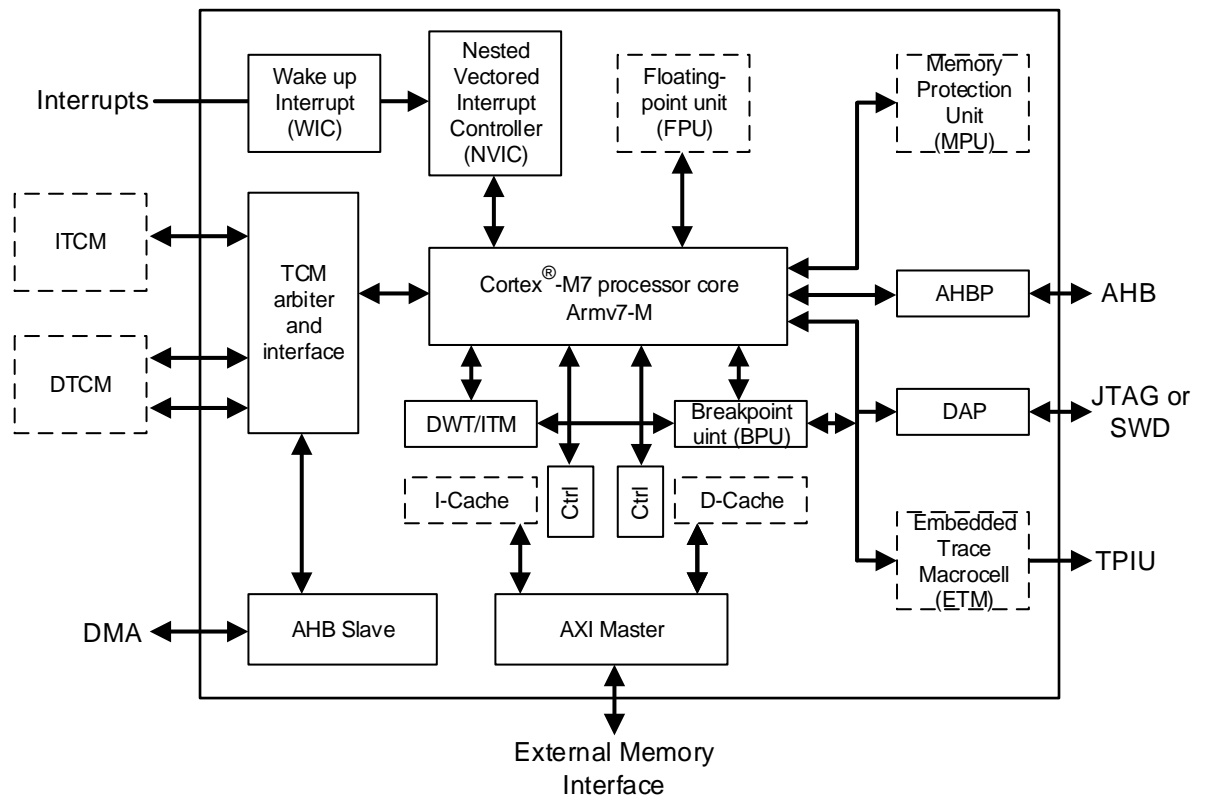 Interrupts
Wake up
Interrupt
(WIC)
Nested
Vectored
Interrupt
Controller
(NVIC)
Floating-
point unit
(FPU)
Memory
Protection
Unit
(MPU)
ITCM
DTCM
TCM
arbiter
and
interface
Cortex®-M7 processor core
Armv7-M
AHBP
AHB
DWT/ITM
Breakpoint
uint (BPU)
DAP
JTAG or
SWD
I-Cache
Ctrl
Ctrl
D-Cache
Embedded
Trace
Macrocell
(ETM)
TPIU
DMA
AHB Slave
AXI Master
External Memory
Interface